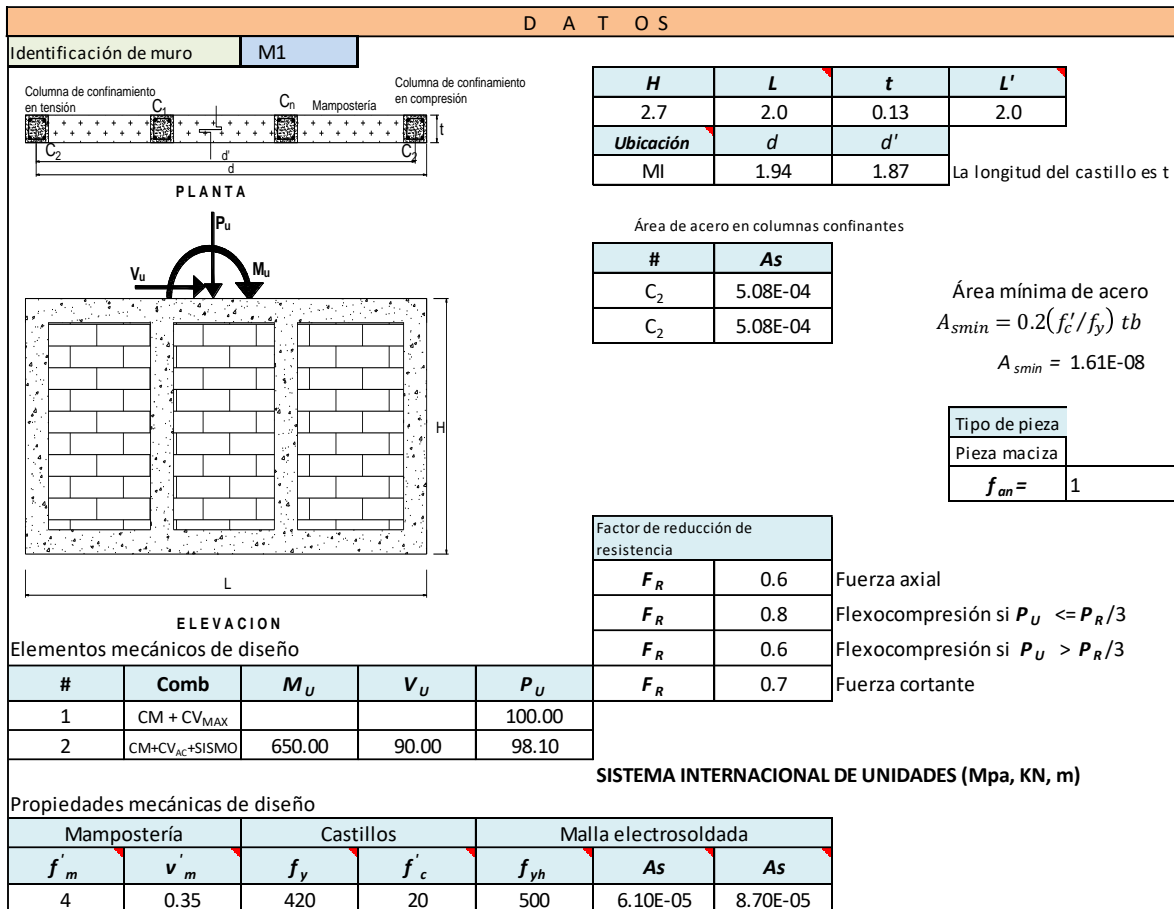 D A T O S
Identificación de muro M1
Columna de confinamiento en tensión
C1
Cn
Mampostería
Columna de confinamiento en compresión
t
C2
d'
C2
d
PLANTA
H L t L'
2.7 2.0 0.13 2.0
Ubicación d d'
MI 1.94 1.87 La longitud del castillo es t
Pu
Vu
Mu
H
L
ELEVACION
Área de acero en columnas confinantes
# As
C2 5.08E-04
C2 5.08E-04
Área mínima de acero
Asmin = 0.2(f'c/fy) tb
A smin = 1.61E-08
Tipo de pieza
Pieza maciza
f an = 1
Factor de reducción de resistencia
FR 0.6 Fuerza axial
FR 0.8 Flexocompresión si PU <= PR/3
FR 0.6 Flexocompresión si PU > PR/3
FR 0.7 Fuerza cortante
Elementos mecánicos de diseño
# Comb MU VU PU
1 CM + CVMAX 100.00
2 CM+CVAC+SISMO 650.00 90.00 98.10
SISTEMA INTERNACIONAL DE UNIDADES (Mpa, KN, m)
Propiedades mecánicas de diseño
Mampostería Castillos Malla electrosoldada
f'm v'm fy f'c fyh As As
4 0.35 420 20 500 6.10E-05 8.70E-05